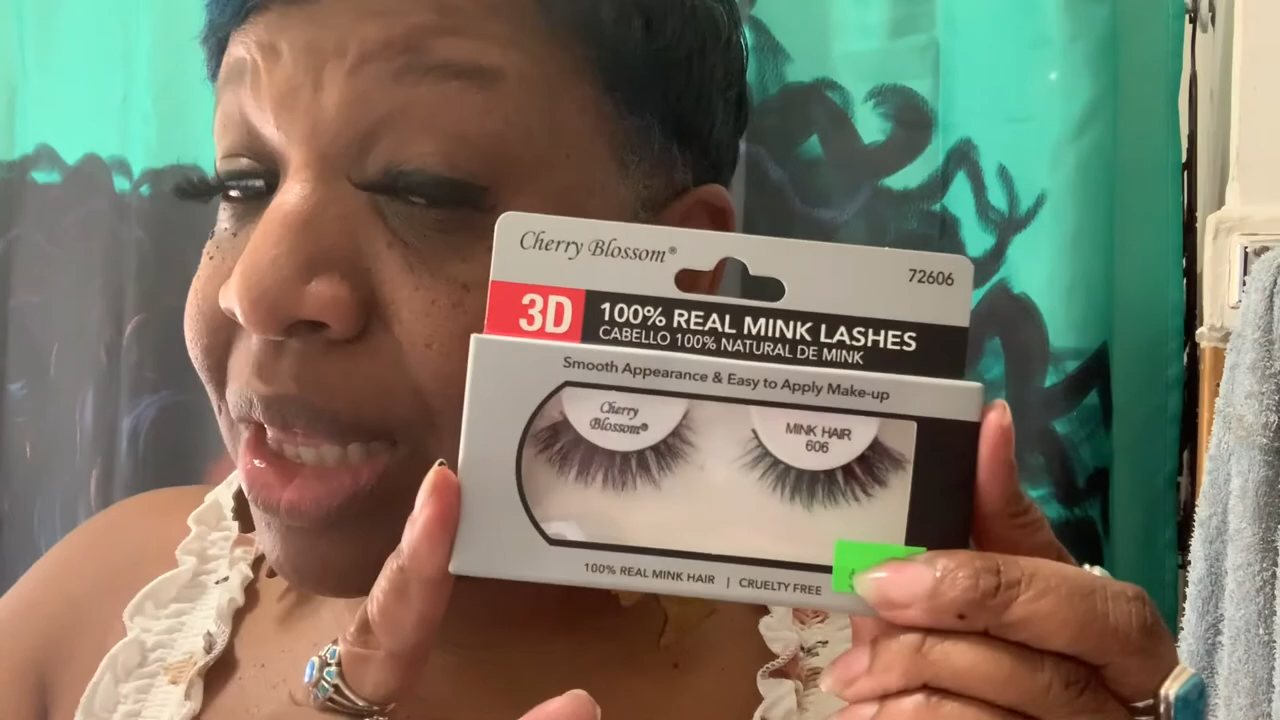 Cherry Blossom®
72606
3D
100% REAL MINK LASHES
CABELLO 100% NATURAL DE MINK
Smooth Appearance & Easy to Apply Make-up
Cherry
Blossom®
MINK HAIR
606
100% REAL MINK HAIR | CRUELTY FREE